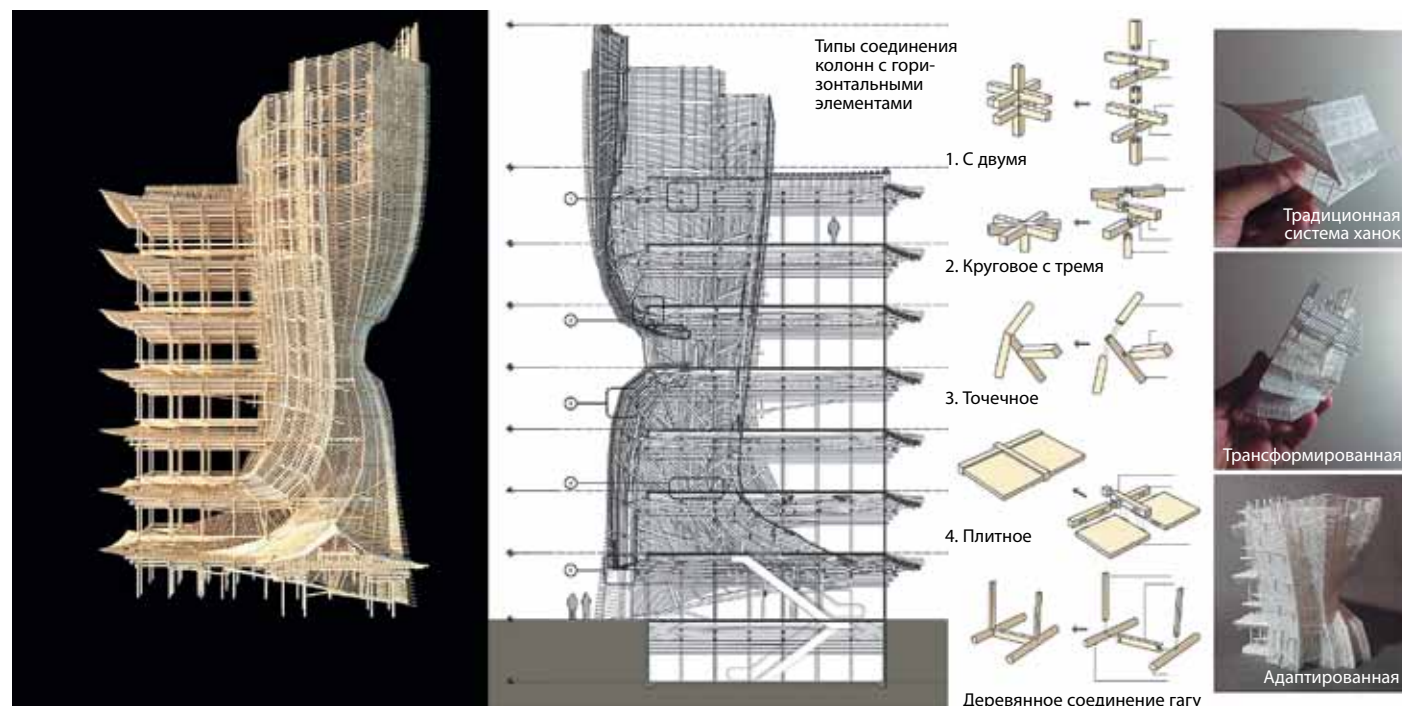 Типы соединения
колонн с гори-
зонтальными
элементами
1. С двумя
2. Круговое с тремя
3. Точечное
4. Плитное
Деревянное соединение гагу
Традиционная
система ханок
Трансформированная
Адаптированная